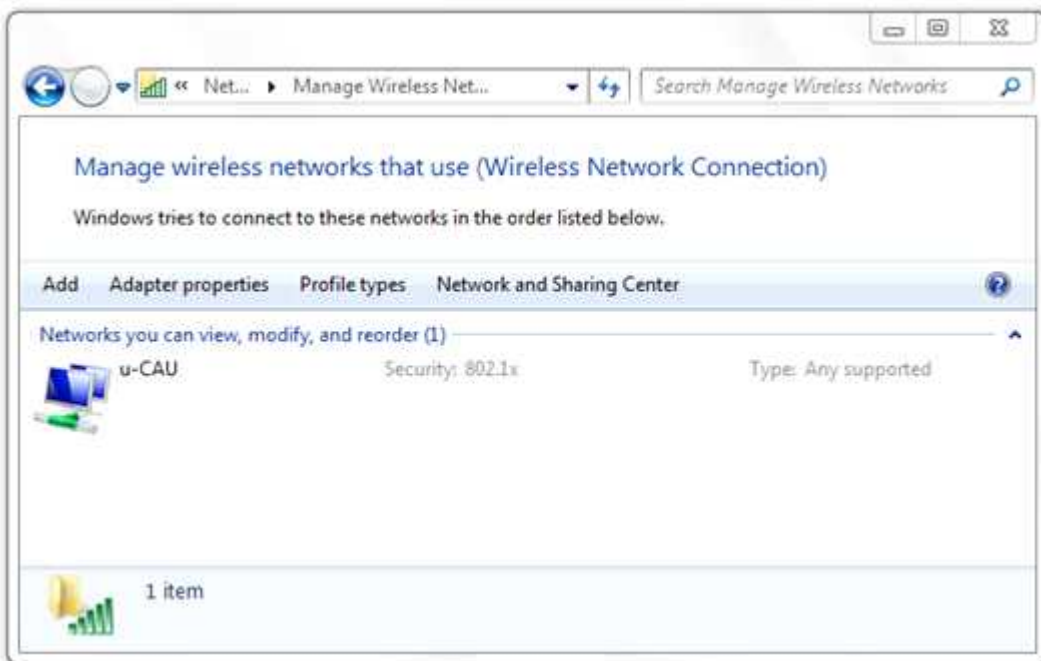 « Net... Manage Wireless Net... Search Manage Wireless Networks
Manage wireless networks that use (Wireless Network Connection)
Windows tries to connect to these networks in the order listed below.
Add Adapter properties Profile types Network and Sharing Center
Networks you can view, modify, and reorder (1)
u-CAU Security: 802.1x Type: Any supported
1 item